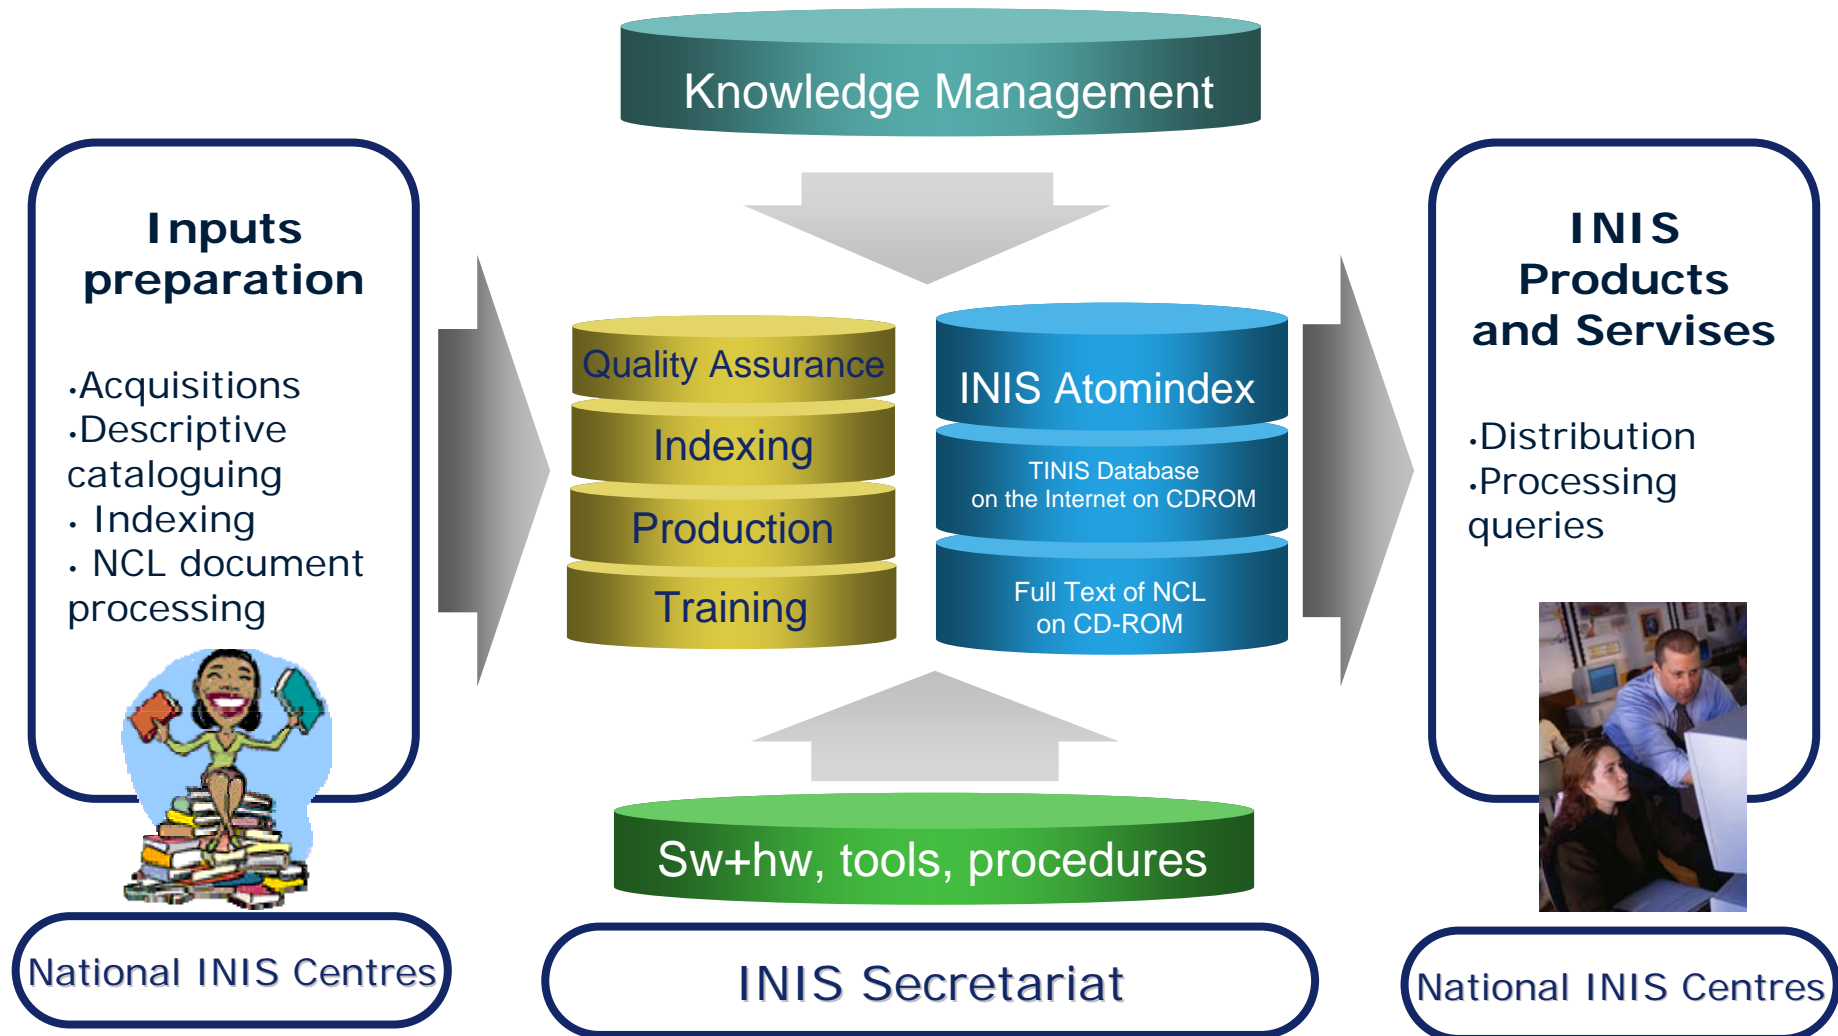 Knowledge Management
Inputs
preparation
•Acquisitions
•Descriptive
cataloguing
• Indexing
• NCL document
processing
National INIS Centres
Quality Assurance
Indexing
Production
Training
INIS Atomindex
TINIS Database
on the Internet on CDROM
Full Text of NCL
on CD-ROM
Sw+hw, tools, procedures
INIS Secretariat
INIS
Products
and Servises
•Distribution
•Processing
queries
National INIS Centres